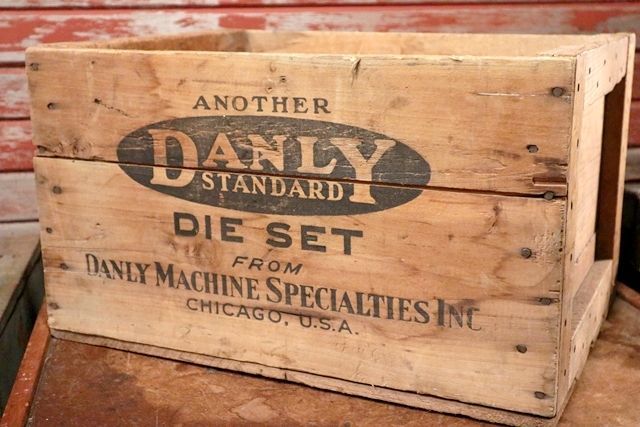 ANOTHER
DANLY
STANDARD
DIE SET
FROM
DANLY MACHINE SPECIALTIES INC
CHICAGO, U.S.A.